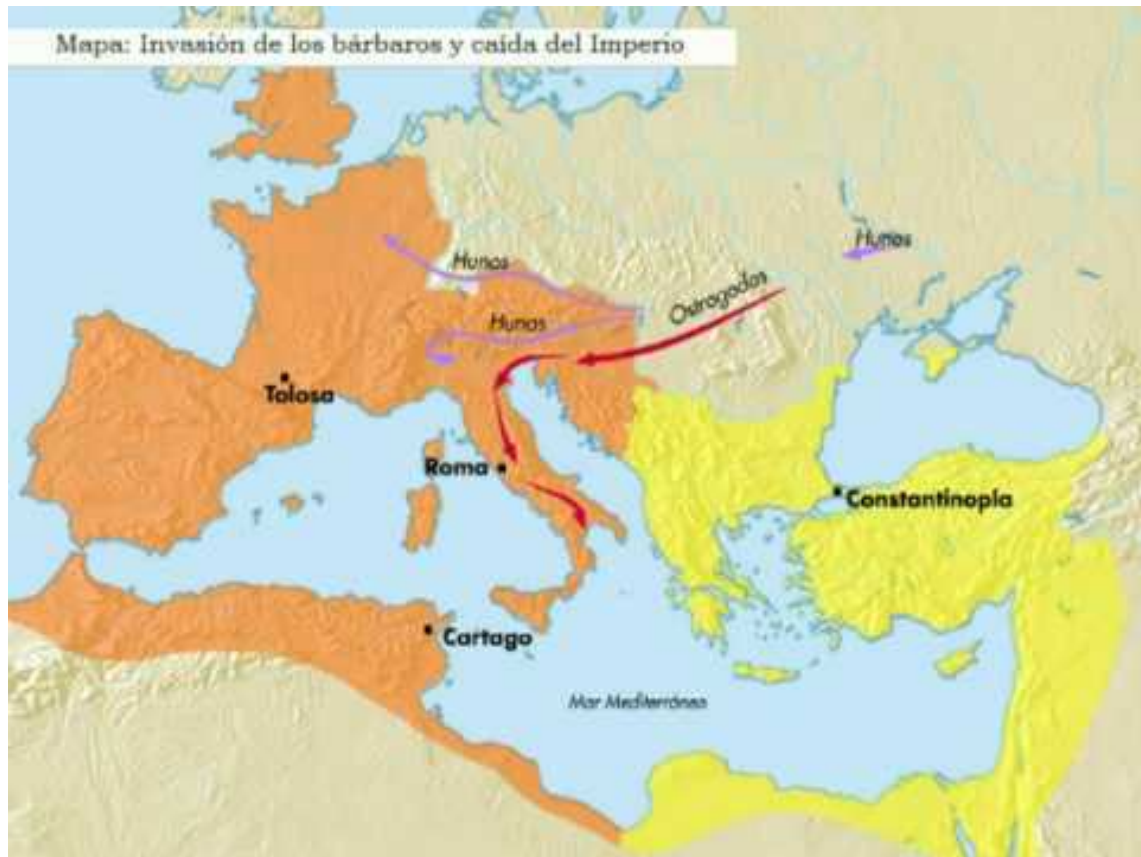 Mapa: Invasión de los bárbaros y caída del Imperio
Hunos
Hunos
Ostrogodos
Hunos
Tolosa
Roma
Constantinopla
Cartago
Mar Mediterráneo